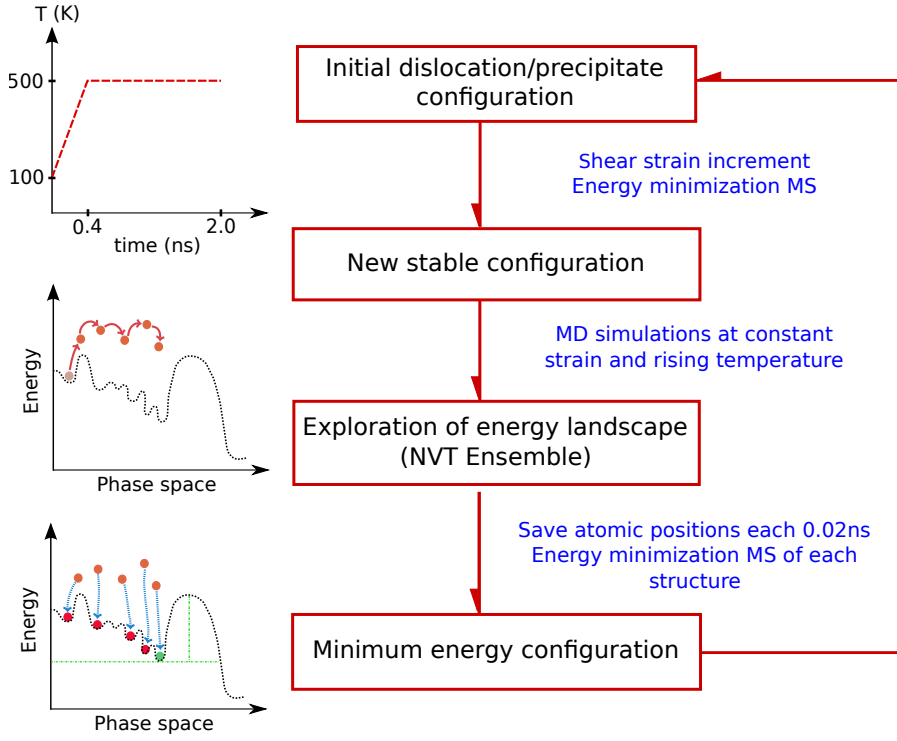 T (K)
500
100
0.4
2.0
time (ns)
Initial dislocation/precipitate
configuration
Shear strain increment
Energy minimization MS
New stable configuration
MD simulations at constant
strain and rising temperature
Energy
Phase space
Exploration of energy landscape
(NVT Ensemble)
Save atomic positions each 0.02ns
Energy minimization MS of each
structure
Energy
Phase space
Minimum energy configuration